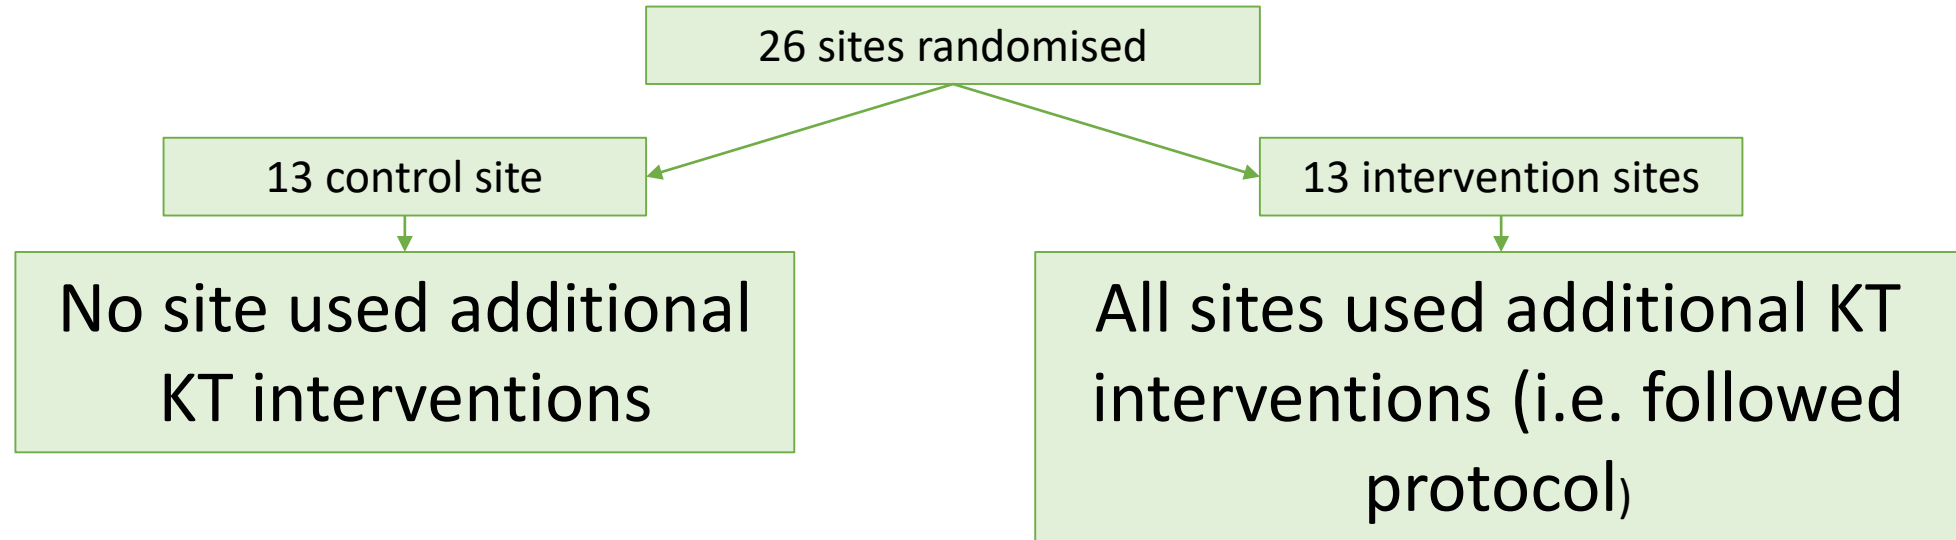 26 sites randomised
13 control site
13 intervention sites
No site used additional
KT interventions
All sites used additional KT
interventions (i.e. followed
protocol)